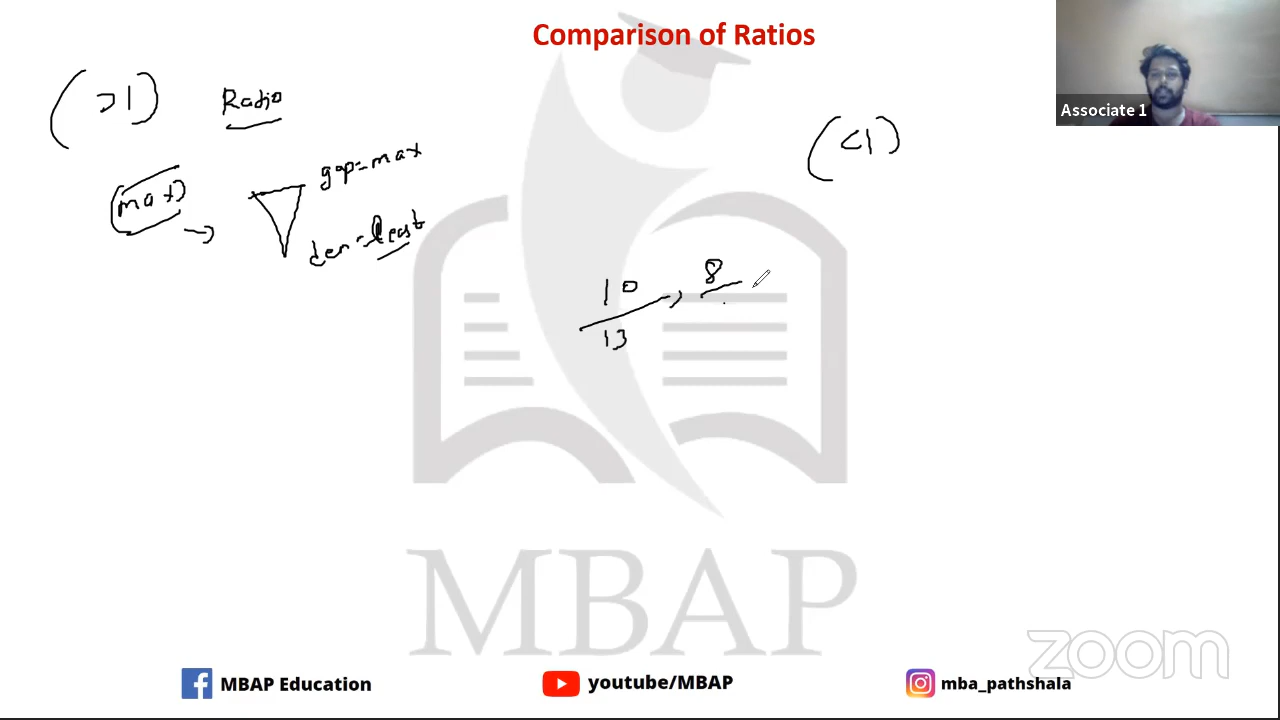 Comparison of Ratios
Associate 1
(>1) Ratio
(<1)
(max) → gap=max
den=least
10/13, 8/
MBAP
zoom
MBAP Education
youtube/MBAP
mba_pathshala